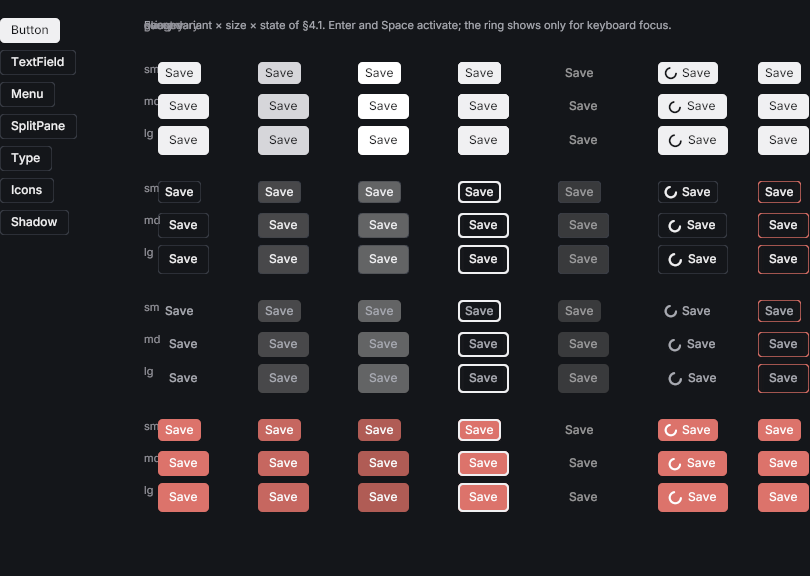 Button
TextField
Menu
SplitPane
Type
Icons
Shadow
variant × size × state of §4.1. Enter and Space activate; the ring shows only for keyboard focus.
sm Save Save Save Save Save Save Save
md Save Save Save Save Save Save Save
lg Save Save Save Save Save Save Save
sm Save Save Save Save Save Save Save
md Save Save Save Save Save Save Save
lg Save Save Save Save Save Save Save
sm Save Save Save Save Save Save Save
md Save Save Save Save Save Save Save
lg Save Save Save Save Save Save Save
sm Save Save Save Save Save Save Save
md Save Save Save Save Save Save Save
lg Save Save Save Save Save Save Save